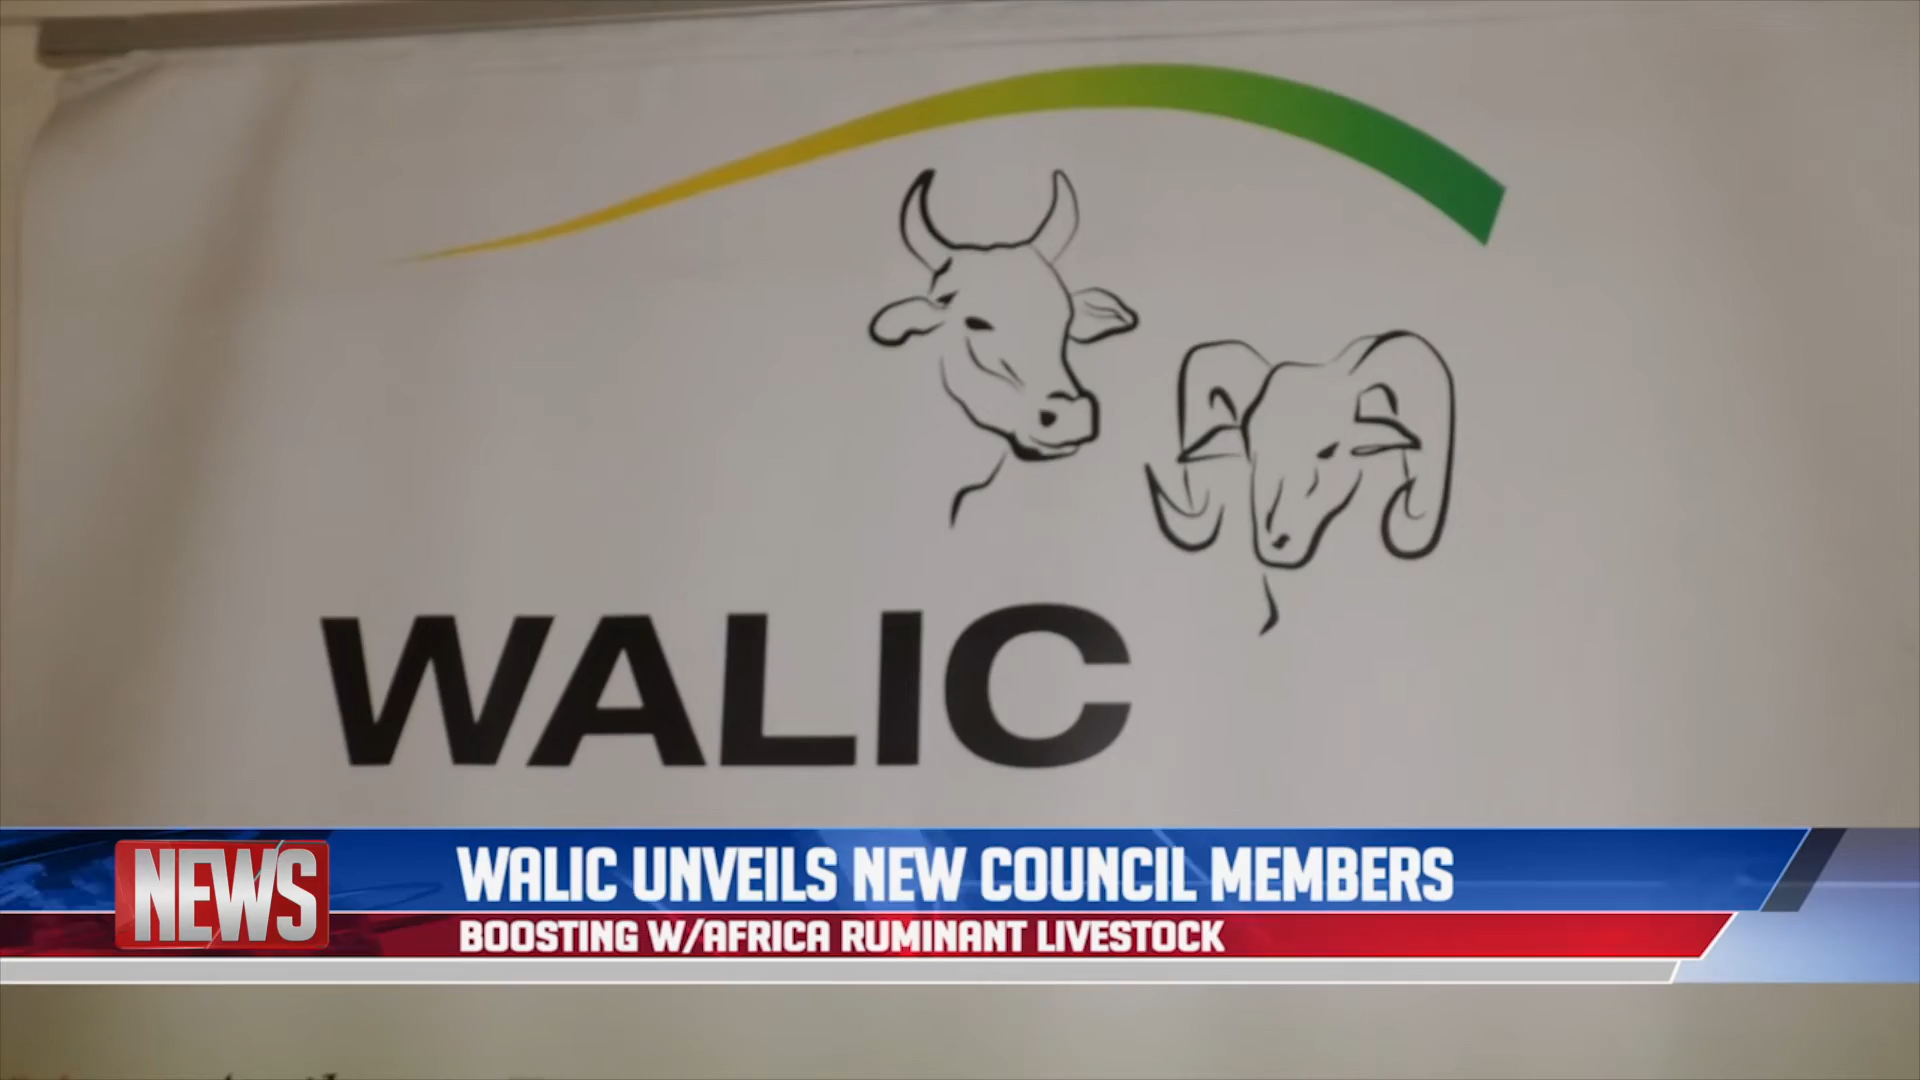 WALIC
NEWS
WALIC UNVEILS NEW COUNCIL MEMBERS
BOOSTING W/AFRICA RUMINANT LIVESTOCK